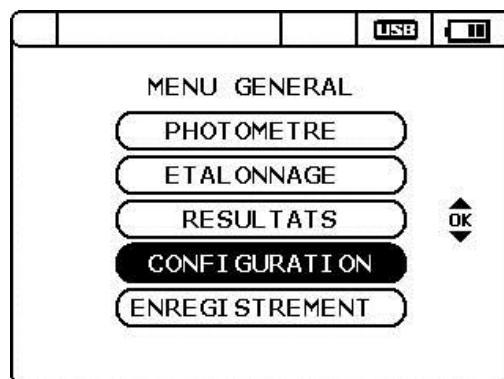 USB
MENU GENERAL
PHOTOMETRE
ETALONNAGE
RESULTATS
OK
CONFIGURATION
ENREGISTREMENT